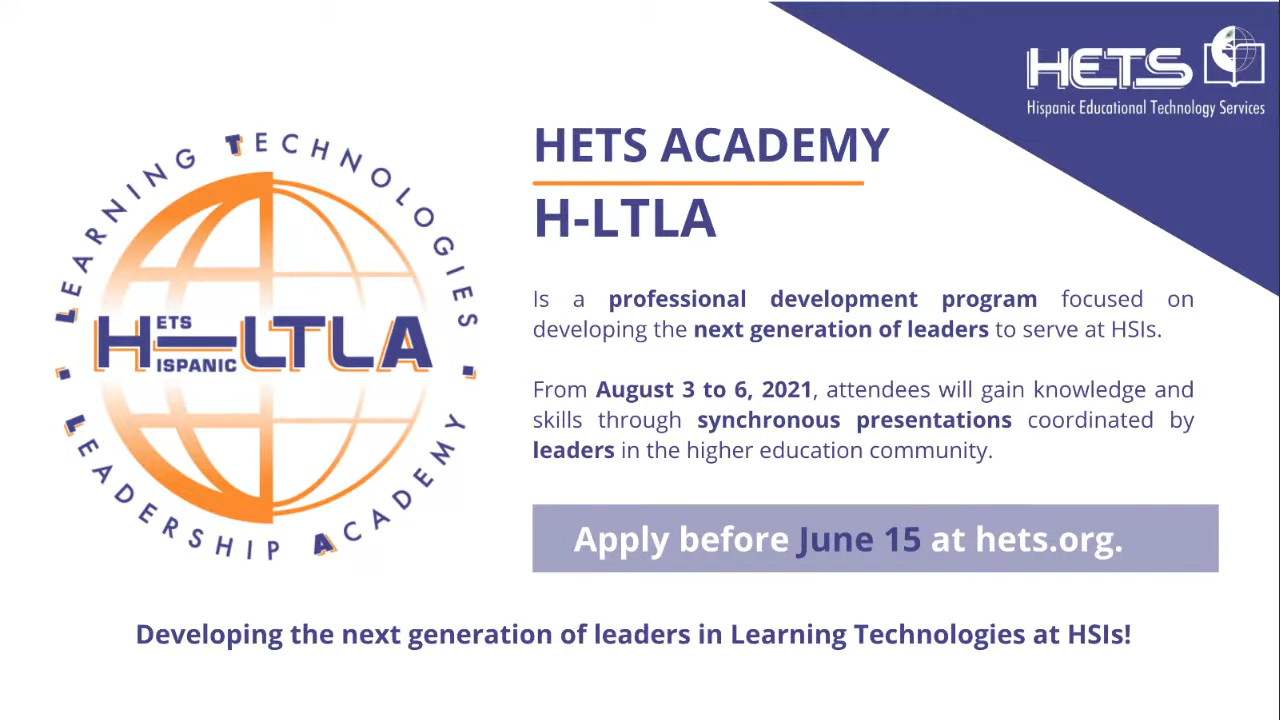 HETS
Hispanic Educational Technology Services
LEARNING TECHNOLOGIES
H ETS ISPANIC -LTLA
LEADERSHIP ACADEMY
HETS ACADEMY
H-LTLA
Is a professional development program focused on
developing the next generation of leaders to serve at HSIs.
From August 3 to 6, 2021, attendees will gain knowledge and
skills through synchronous presentations coordinated by
leaders in the higher education community.
Apply before June 15 at hets.org.
Developing the next generation of leaders in Learning Technologies at HSIs!